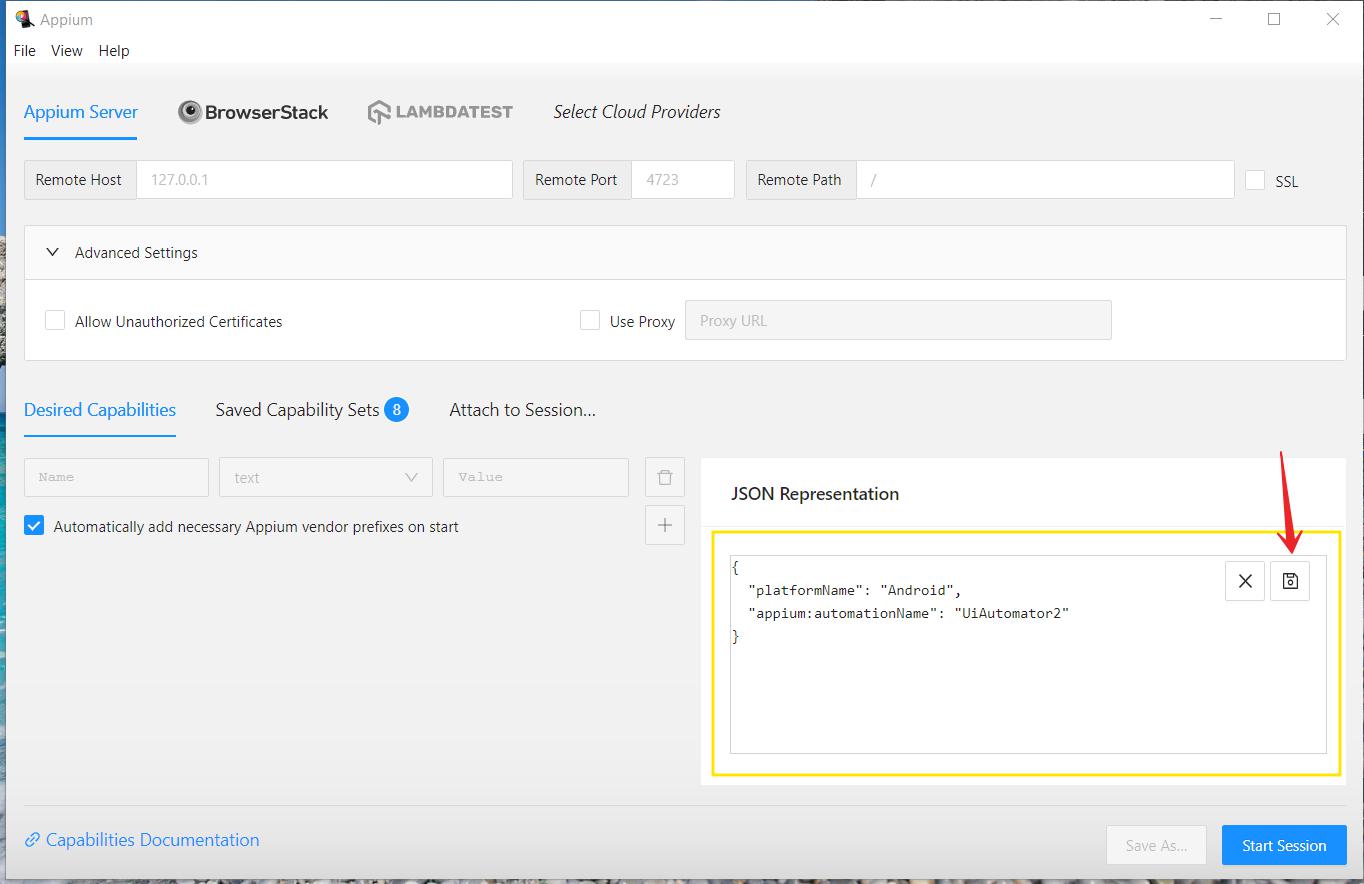 Appium
File View Help
Appium Server BrowserStack LAMBDATEST Select Cloud Providers
Remote Host 127.0.0.1 Remote Port 4723 Remote Path / SSL
Advanced Settings
Allow Unauthorized Certificates Use Proxy Proxy URL
Desired Capabilities Saved Capability Sets 8 Attach to Session...
Name text Value
Automatically add necessary Appium vendor prefixes on start
JSON Representation
{
"platformName": "Android",
"appium:automationName": "UiAutomator2"
}
Capabilities Documentation
Save As... Start Session